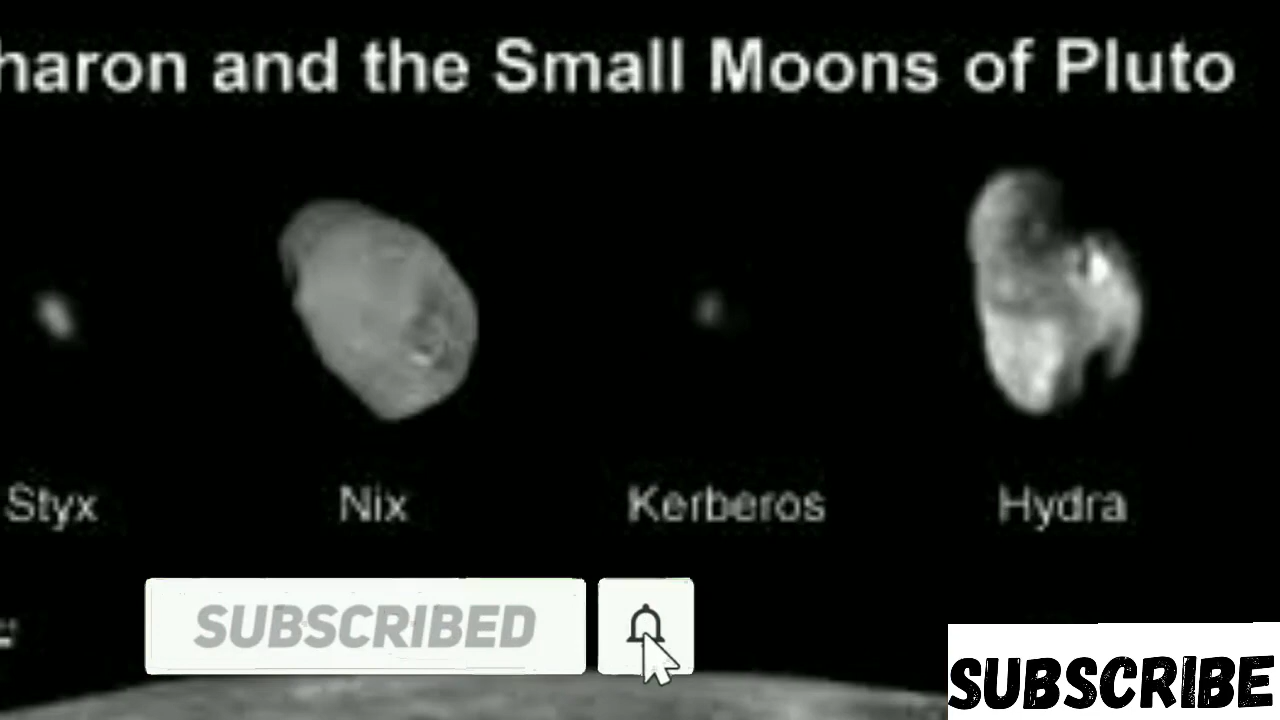 haron and the Small Moons of Pluto
Styx
Nix
Kerberos
Hydra
SUBSCRIBED
SUBSCRIBE